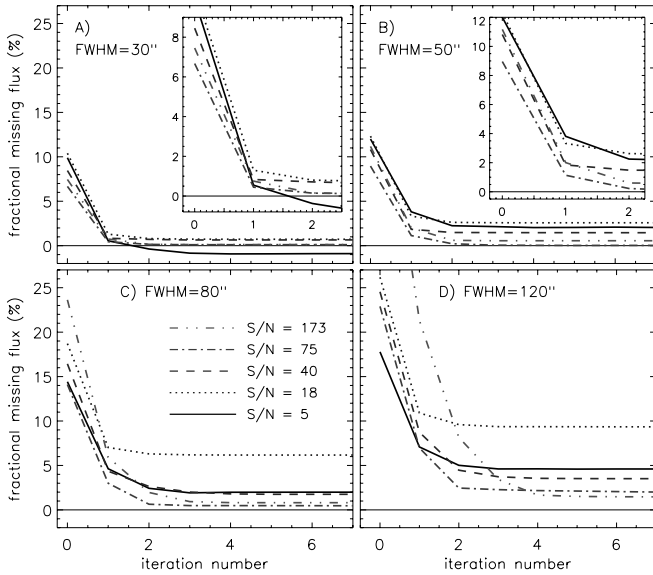 A)
FWHM=30"
B)
FWHM=50"
fractional missing flux (%)
25
20
15
10
5
0
8
6
4
2
0
0 1 2
12
10
8
6
4
2
0
0 1 2
C) FWHM=80"
S/N = 173
S/N = 75
S/N = 40
S/N = 18
S/N = 5
D) FWHM=120"
fractional missing flux (%)
25
20
15
10
5
0
0 2 4 6
iteration number
0 2 4 6
iteration number